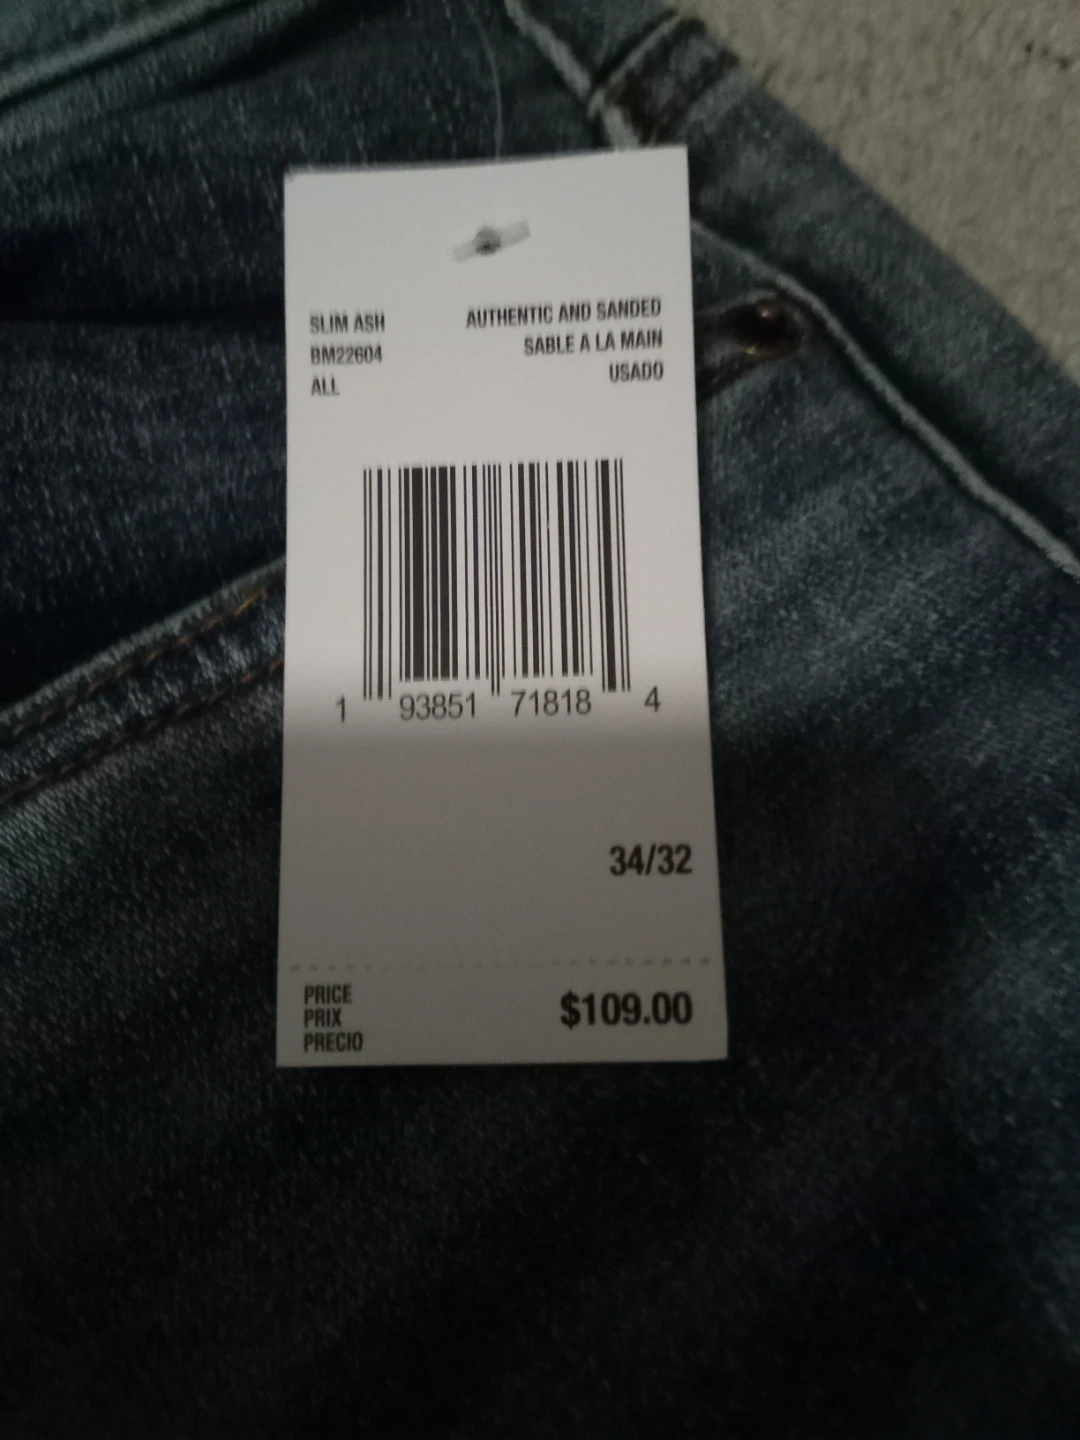 SLIM ASH
BM22604
ALL
AUTHENTIC AND SANDED
SABLE A LA MAIN
USADO
1 93851 71818 4
34/32
PRICE
PRIX
PRECIO
$109.00